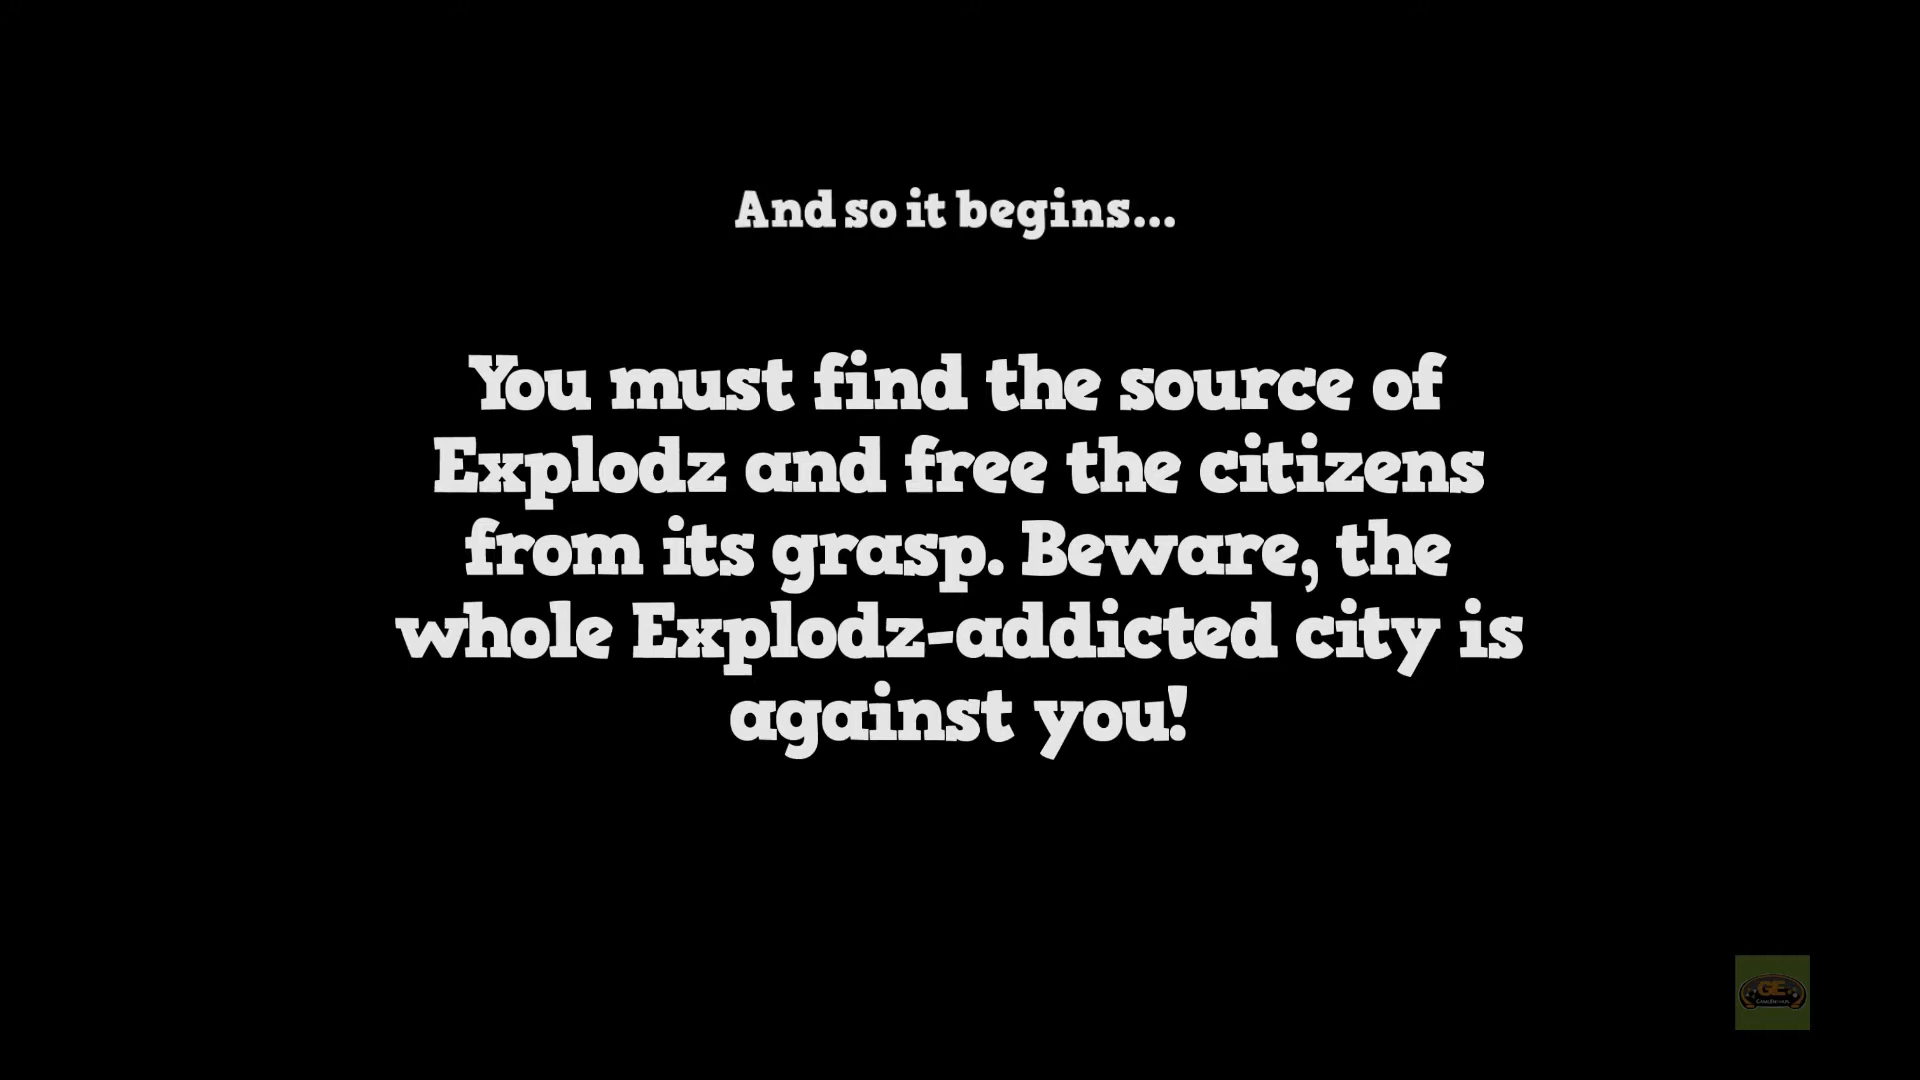 And so it begins...
You must find the source of
Explodz and free the citizens
from its grasp. Beware, the
whole Explodz-addicted city is
against you!
GE